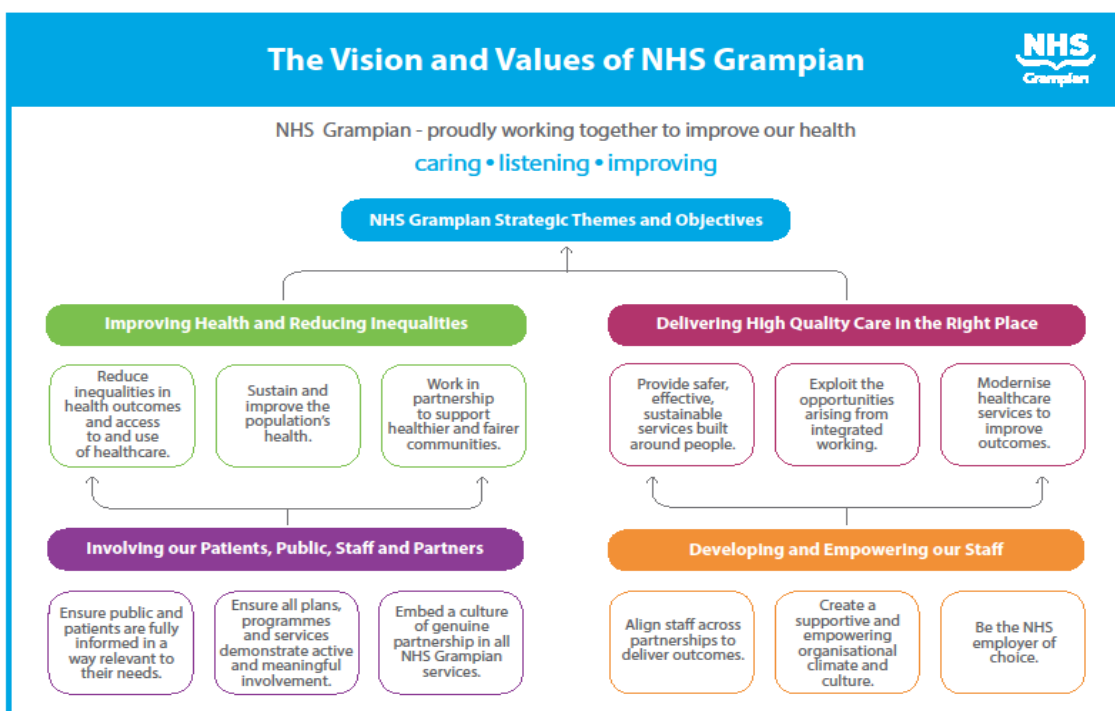 The Vision and Values of NHS Grampian
NHS
Grampian
NHS Grampian - proudly working together to improve our health
caring • listening • improving
NHS Grampian Strategic Themes and Objectives
Improving Health and Reducing Inequalities
Reduce
inequalities in
health outcomes
and access
to and use
of healthcare.
Sustain and
improve the
population's
health.
Work in
partnership
to support
healthier and fairer
communities.
Delivering High Quality Care in the Right Place
Provide safer,
effective,
sustainable
services built
around people.
Exploit the
opportunities
arising from
integrated
working.
Modernise
healthcare
services to
improve
outcomes.
Involving our Patients, Public, Staff and Partners
Ensure public and
patients are fully
informed in a
way relevant to
their needs.
Ensure all plans,
programmes
and services
demonstrate active
and meaningful
involvement.
Embed a culture
of genuine
partnership in all
NHS Grampian
services.
Developing and Empowering our Staff
Align staff across
partnerships to
deliver outcomes.
Create a
supportive and
empowering
organisational
climate and
culture.
Be the NHS
employer of
choice.